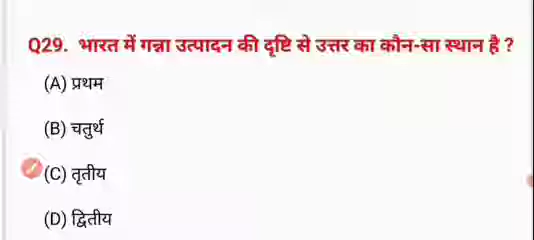 Q29. भारत में गन्ना उत्पादन की दृष्टि से उत्तर का कौन-सा स्थान है ?
(A) प्रथम
(B) चतुर्थ
(C) तृतीय
(D) द्वितीय